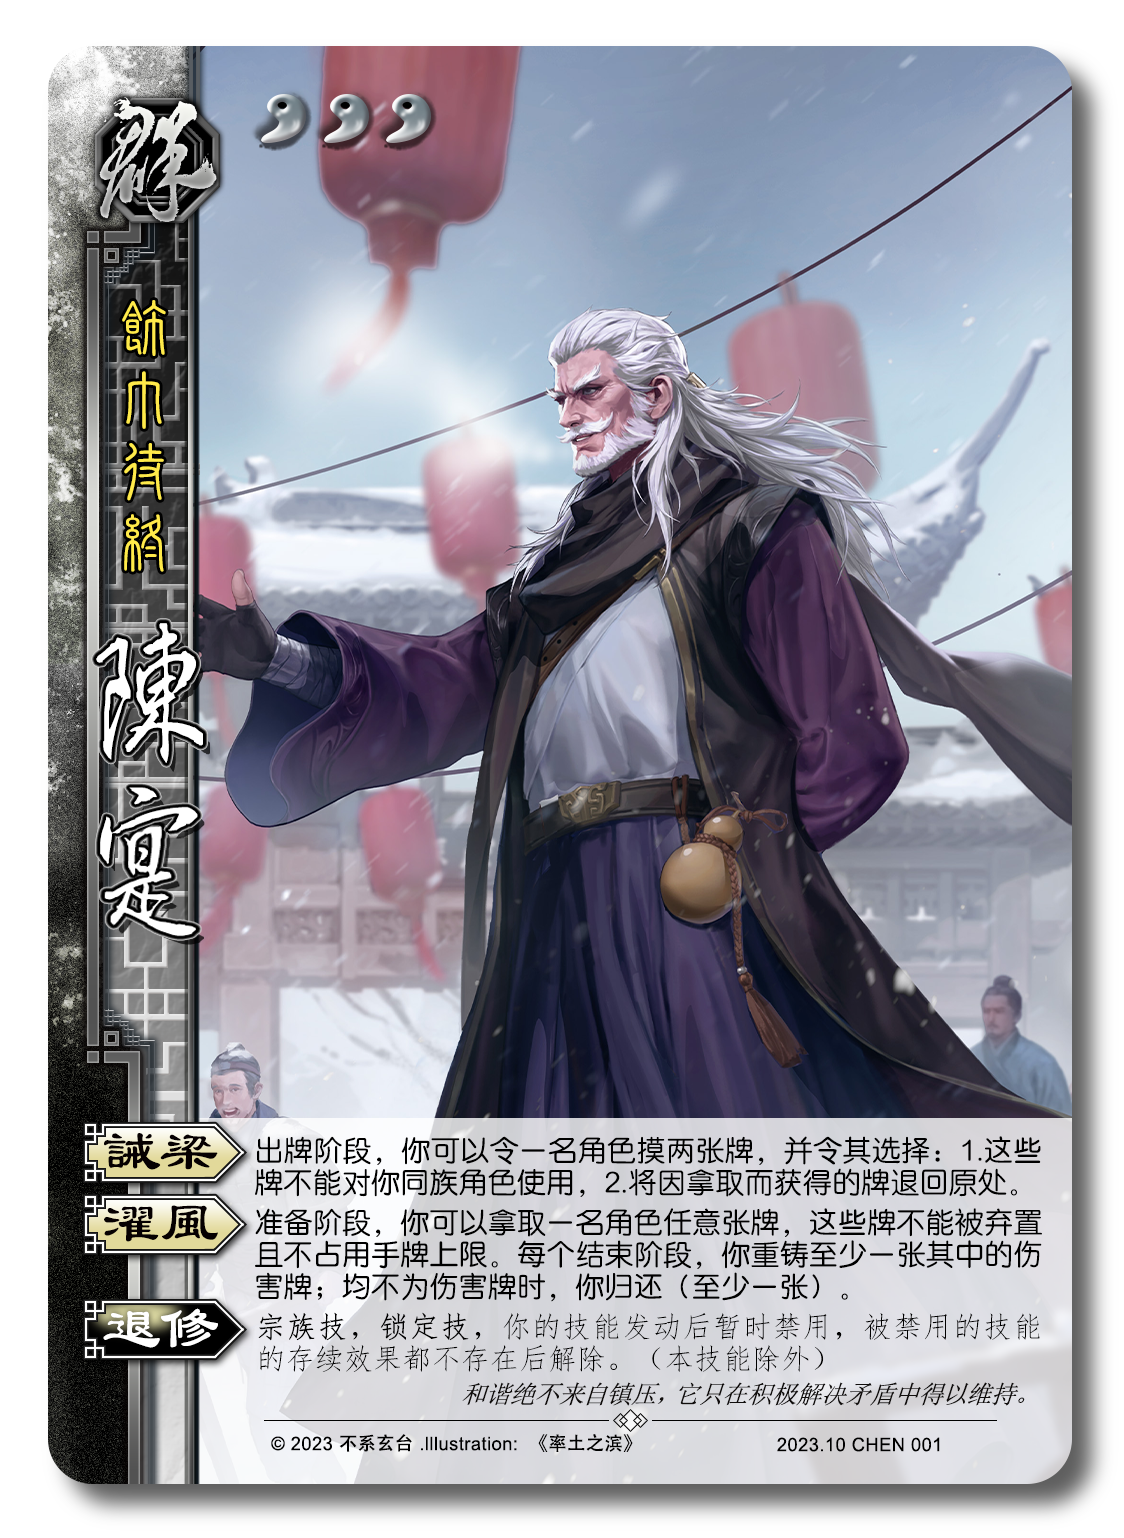 群
飾巾待終
陳寔
誡梁
出牌阶段，你可以令一名角色摸两张牌，并令其选择：1.这些
牌不能对你同族角色使用，2.将因拿取而获得的牌退回原处。
濯風
准备阶段，你可以拿取一名角色任意张牌，这些牌不能被弃置
且不占用手牌上限。每个结束阶段，你重铸至少一张其中的伤
害牌；均不为伤害牌时，你归还（至少一张）。
退修
宗族技，锁定技，你的技能发动后暂时禁用，被禁用的技能
的存续效果都不存在后解除。（本技能除外）
和谐绝不来自镇压，它只在积极解决矛盾中得以维持。
© 2023 不系玄台 .Illustration: 《率土之滨》
2023.10 CHEN 001